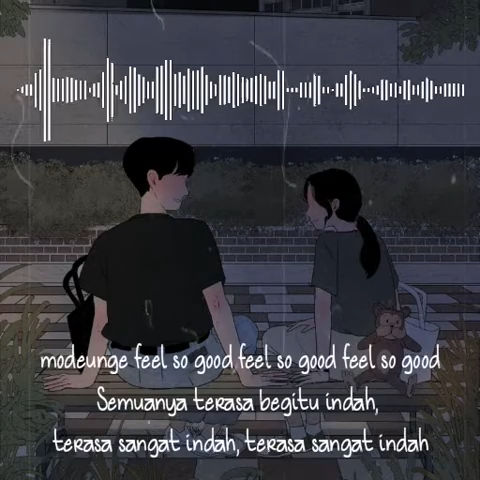 modeunge feel so good feel so good feel so good
Semuanya terasa begitu indah,
terasa sangat indah, terasa sangat indah